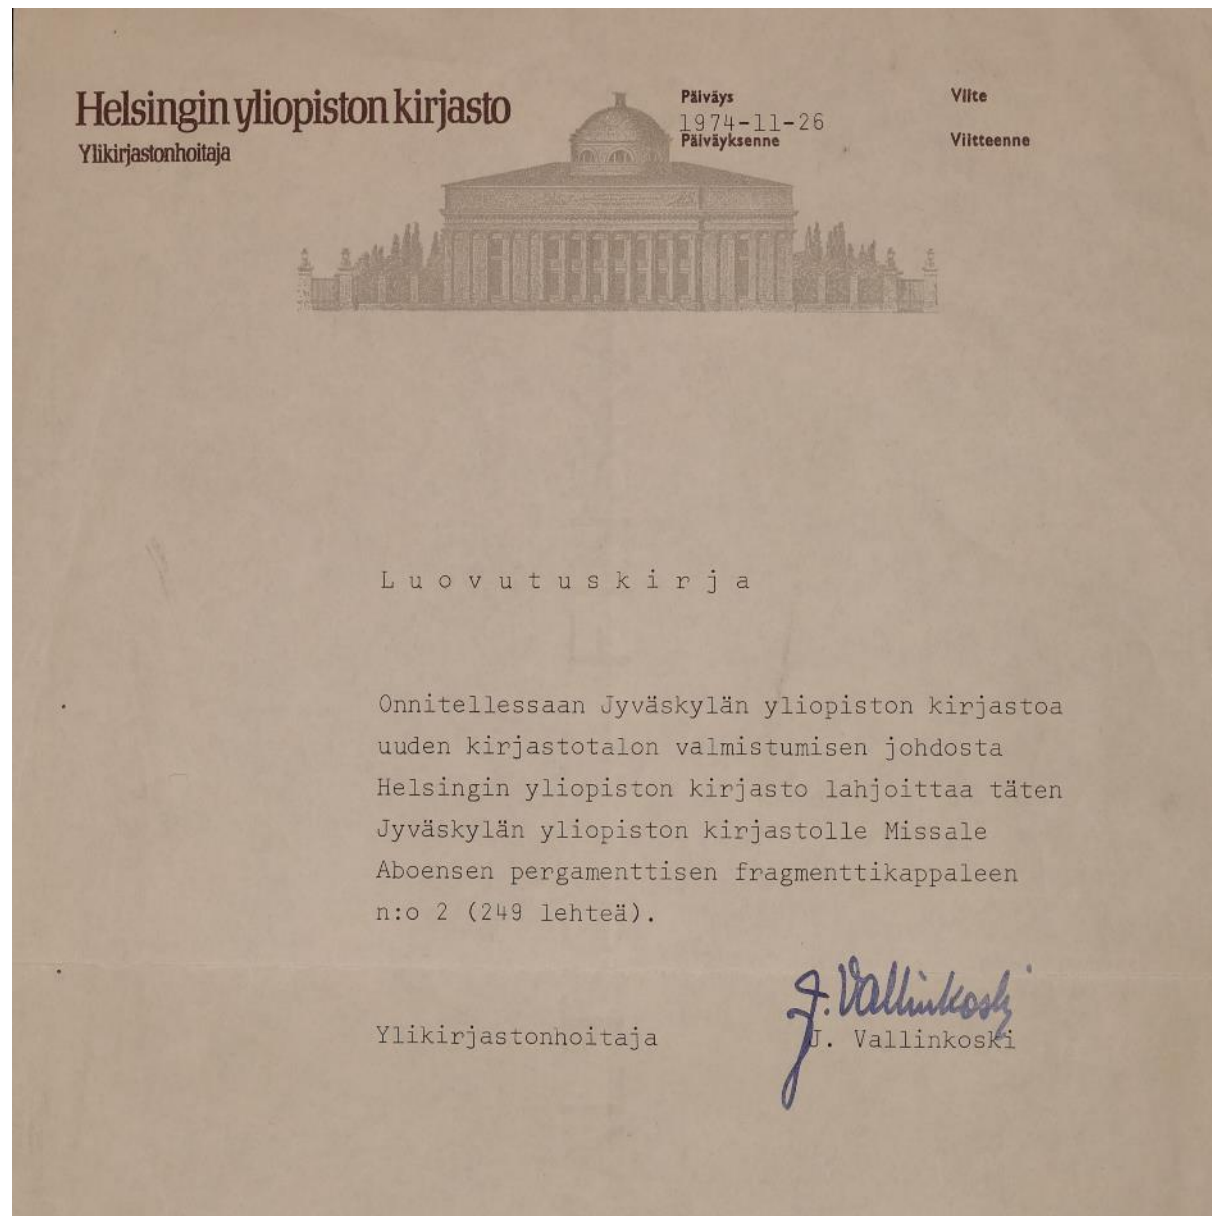 Helsingin yliopiston kirjasto
Ylikirjastonhoitaja
Päiväys
1974-11-26
Päiväyksenne
Viite
Viitteenne
Luovutuskirja
Onnitellessaan Jyväskylän yliopiston kirjastoa
uuden kirjastotalon valmistumisen johdosta
Helsingin yliopiston kirjasto lahjoittaa täten
Jyväskylän yliopiston kirjastolle Missale
Aboensen pergamenttisen fragmenttikappaleen
n:o 2 (249 lehteä).
J. Vallinkoski
Ylikirjastonhoitaja J. Vallinkoski